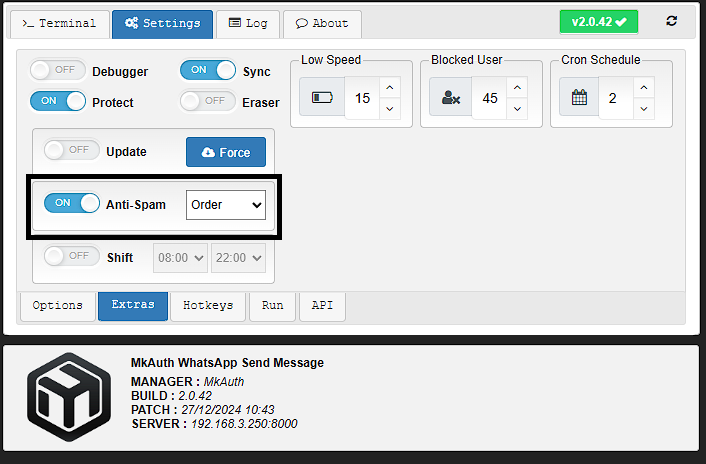 >_ Terminal Settings Log About v2.0.42
OFF Debugger ON Sync
ON Protect OFF Eraser
Low Speed
15
Blocked User
45
Cron Schedule
2
OFF Update Force
ON Anti-Spam Order
OFF Shift 08:00 22:00
Options Extras Hotkeys Run API
MkAuth WhatsApp Send Message
MANAGER : MkAuth
BUILD : 2.0.42
PATCH : 27/12/2024 10:43
SERVER : 192.168.3.250:8000